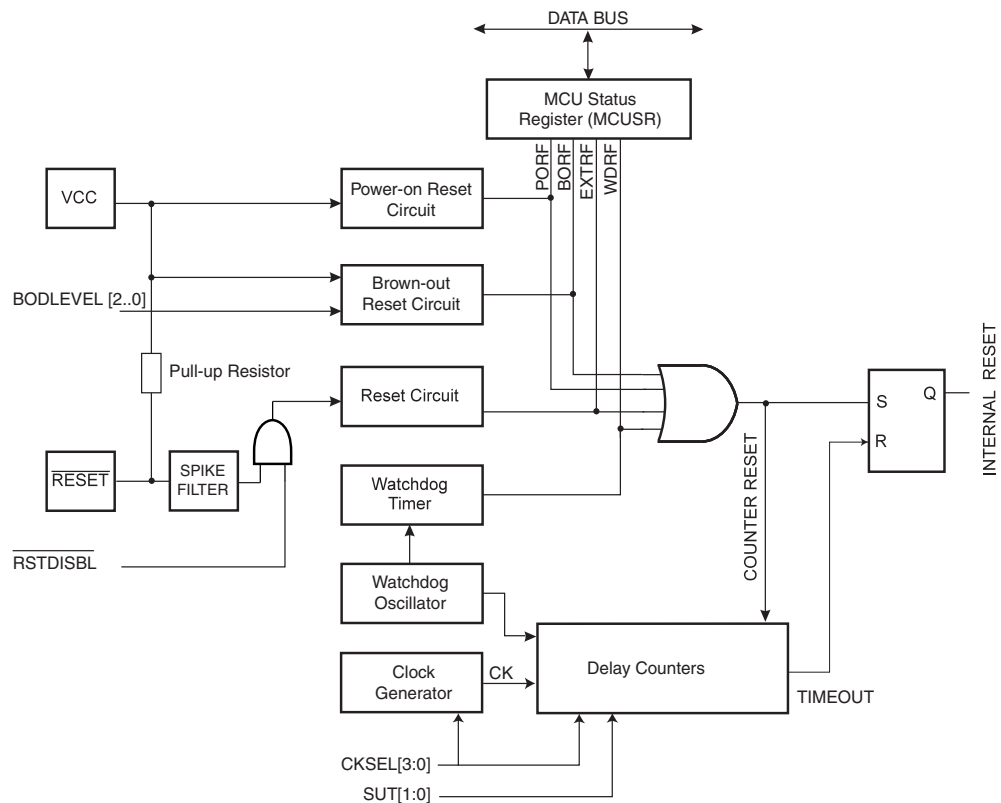 DATA BUS
MCU Status
Register (MCUSR)
PORF
BORF
EXTRF
WDRF
VCC
Power-on Reset
Circuit
Brown-out
Reset Circuit
BODLEVEL [2..0]
Pull-up Resistor
Reset Circuit
S
Q
R
INTERNAL RESET
RESET
SPIKE
FILTER
Watchdog
Timer
COUNTER RESET
RSTDISBL
Watchdog
Oscillator
Clock
Generator
CK
Delay Counters
TIMEOUT
CKSEL[3:0]
SUT[1:0]